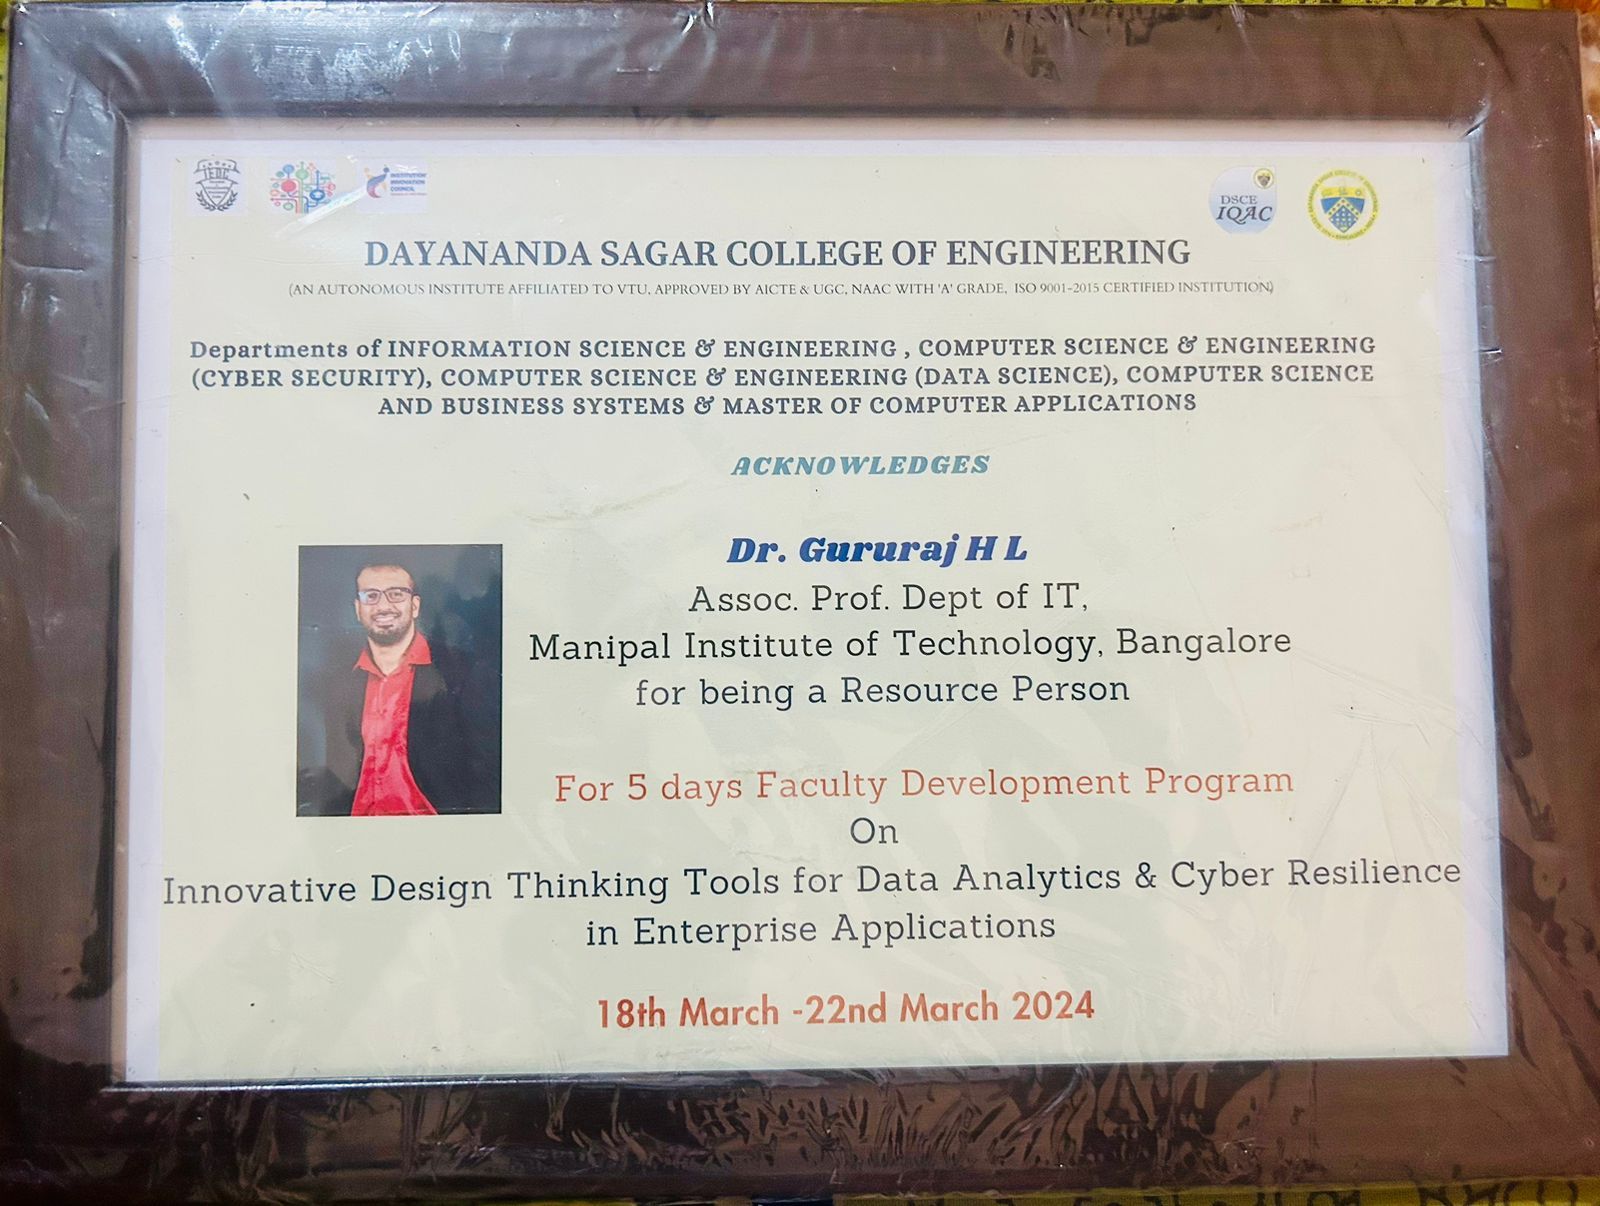 IEDC
INSTITUTION
INNOVATION
COUNCIL
DSCE
IQAC
DAYANANDA SAGAR COLLEGE OF ENGINEERING
(AN AUTONOMOUS INSTITUTE AFFILIATED TO VTU, APPROVED BY AICTE & UGC, NAAC WITH 'A' GRADE, ISO 9001-2015 CERTIFIED INSTITUTION)
Departments of INFORMATION SCIENCE & ENGINEERING , COMPUTER SCIENCE & ENGINEERING
(CYBER SECURITY), COMPUTER SCIENCE & ENGINEERING (DATA SCIENCE), COMPUTER SCIENCE
AND BUSINESS SYSTEMS & MASTER OF COMPUTER APPLICATIONS
ACKNOWLEDGES
Dr. Gururaj H L
Assoc. Prof. Dept of IT,
Manipal Institute of Technology, Bangalore
for being a Resource Person
For 5 days Faculty Development Program
On
Innovative Design Thinking Tools for Data Analytics & Cyber Resilience
in Enterprise Applications
18th March -22nd March 2024